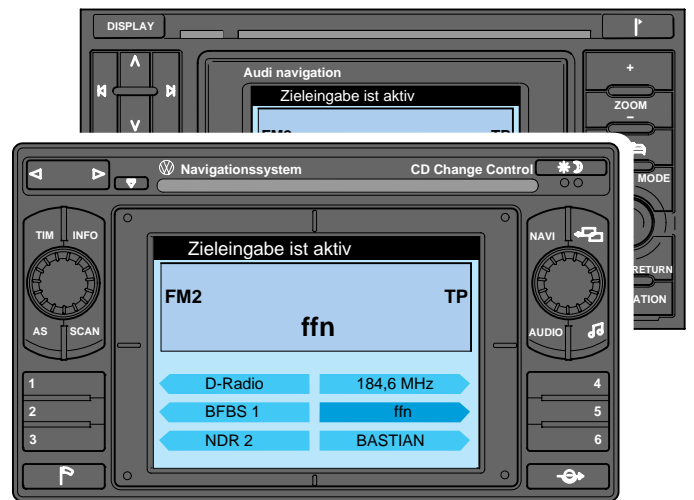 DISPLAY
Audi navigation
+
ZOOM
–
Zieleingabe ist aktiv
MODE
RETURN
Navigationssystem
CD Change Control
TIM INFO
NAVI
Zieleingabe ist aktiv
FM2 TP
ffn
AS SCAN
AUDIO
D-Radio 184,6 MHz
BFBS 1 ffn
NDR 2 BASTIAN
1
2
3
4
5
6